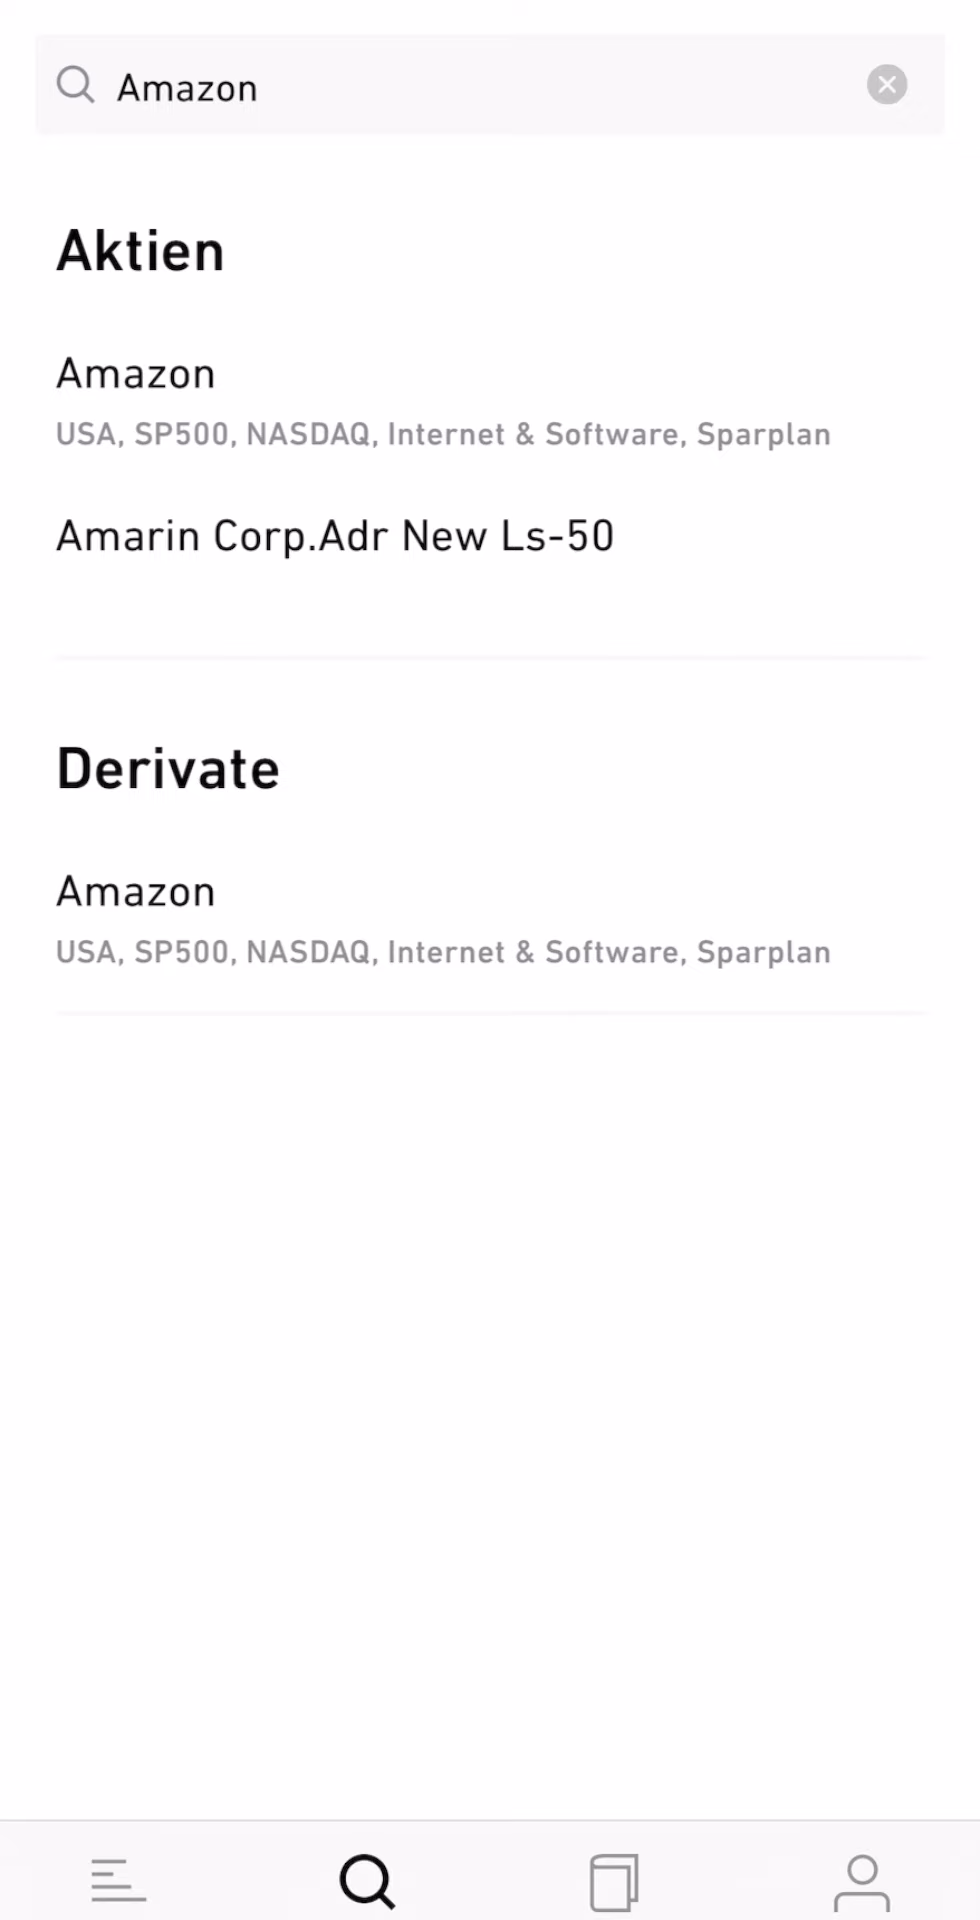 Amazon
Aktien
Amazon
USA, SP500, NASDAQ, Internet & Software, Sparplan
Amarin Corp.Adr New Ls-50
Derivate
Amazon
USA, SP500, NASDAQ, Internet & Software, Sparplan